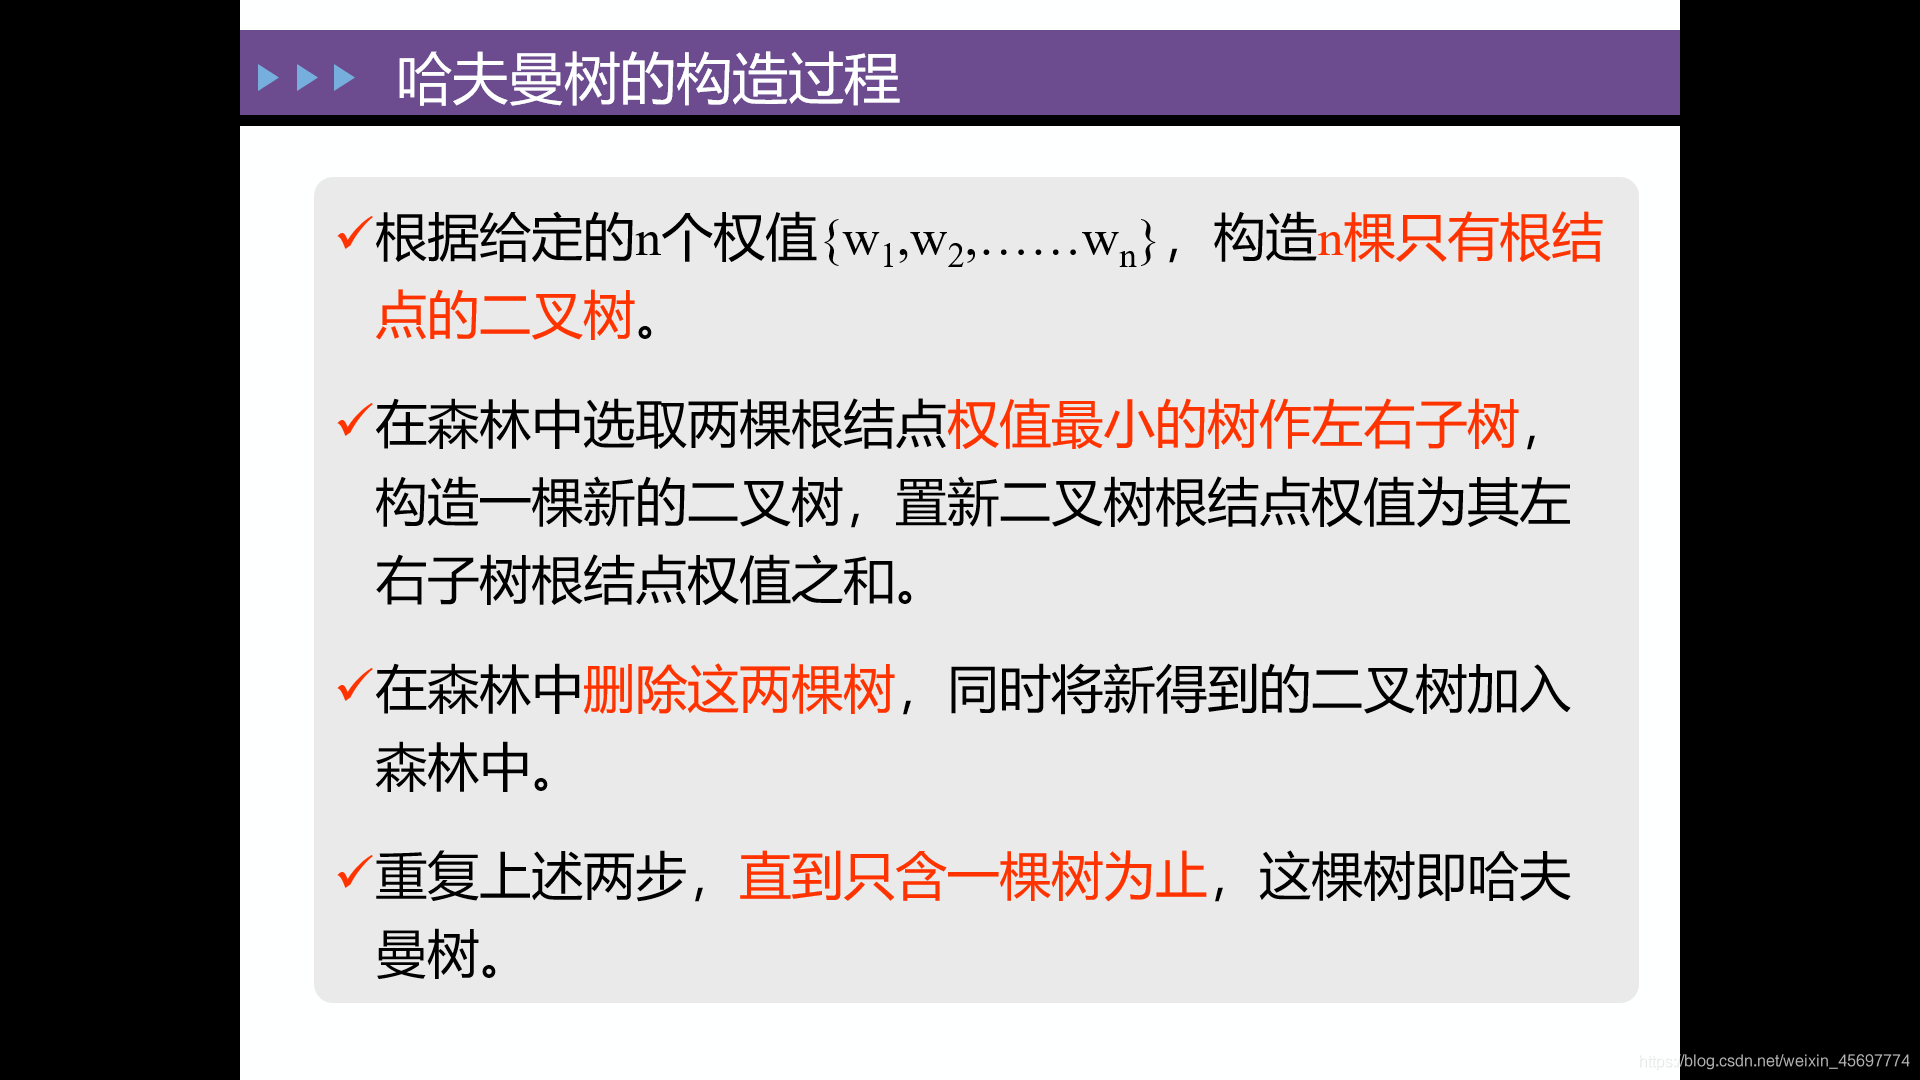 哈夫曼树的构造过程
✓根据给定的n个权值{w₁,w₂,……wₙ}，构造n棵只有根结
点的二叉树。
✓在森林中选取两棵根结点权值最小的树作左右子树，
构造一棵新的二叉树，置新二叉树根结点权值为其左
右子树根结点权值之和。
✓在森林中删除这两棵树，同时将新得到的二叉树加入
森林中。
✓重复上述两步，直到只含一棵树为止，这棵树即哈夫
曼树。
https://blog.csdn.net/weixin_45697774